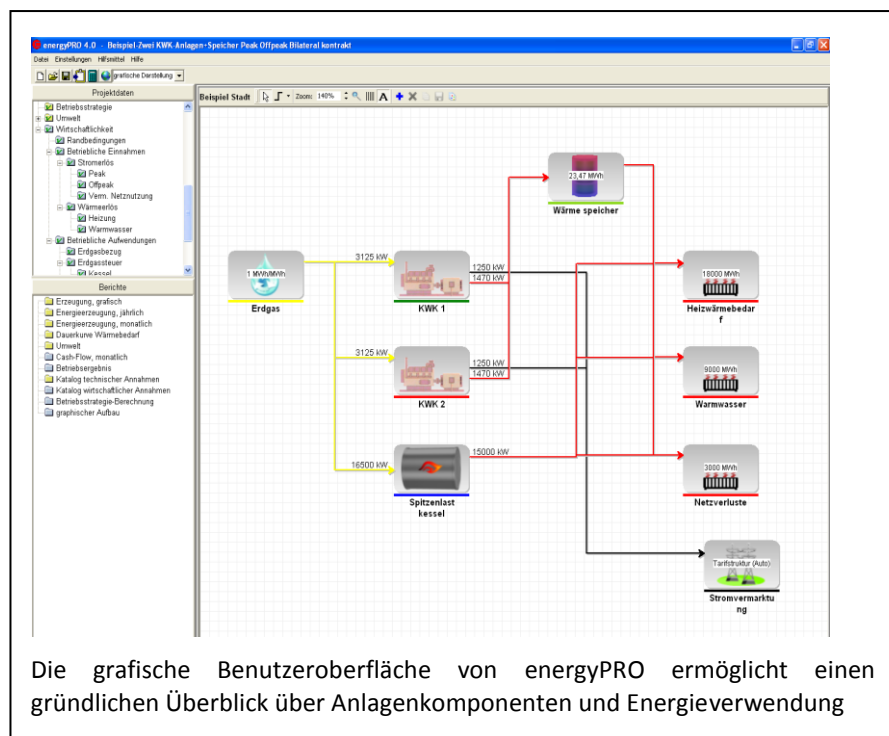 energyPRO 4.0 - Beispiel-Zwei KWK-Anlagen+Speicher Peak Offpeak Bilateral kontrakt
Datei Einstellungen Hilfsmittel Hilfe
grafische Darstellung
Projektdaten
Betriebsstrategie
Umwelt
Wirtschaftlichkeit
Randbedingungen
Betriebliche Einnahmen
Stromerlös
Peak
Offpeak
Verm. Netznutzung
Wärmeerlös
Heizung
Warmwasser
Betriebliche Aufwendungen
Erdgasbezug
Erdgassteuer
Kessel
Berichte
Erzeugung, grafisch
Energieerzeugung, jährlich
Energieerzeugung, monatlich
Dauerkurve Wärmebedarf
Umwelt
Cash-Flow, monatlich
Betriebsergebnis
Katalog technischer Annahmen
Katalog wirtschaftlicher Annahmen
Betriebsstrategie-Berechnung
graphischer Aufbau
Beispiel Stadt
Zoom: 140%
A
23,47 MWh
Wärme speicher
1 MWh/MWh
Erdgas
3125 kW
KWK 1
1250 kW
1470 kW
18000 MWh
Heizwärmebedar
f
3125 kW
KWK 2
1250 kW
1470 kW
9000 MWh
Warmwasser
16500 kW
Spitzenlast
kessel
15000 kW
3000 MWh
Netzverluste
Tarifstruktur (Auto)
Stromvermarktu
ng
Die grafische Benutzeroberfläche von energyPRO ermöglicht einen
gründlichen Überblick über Anlagenkomponenten und Energieverwendung